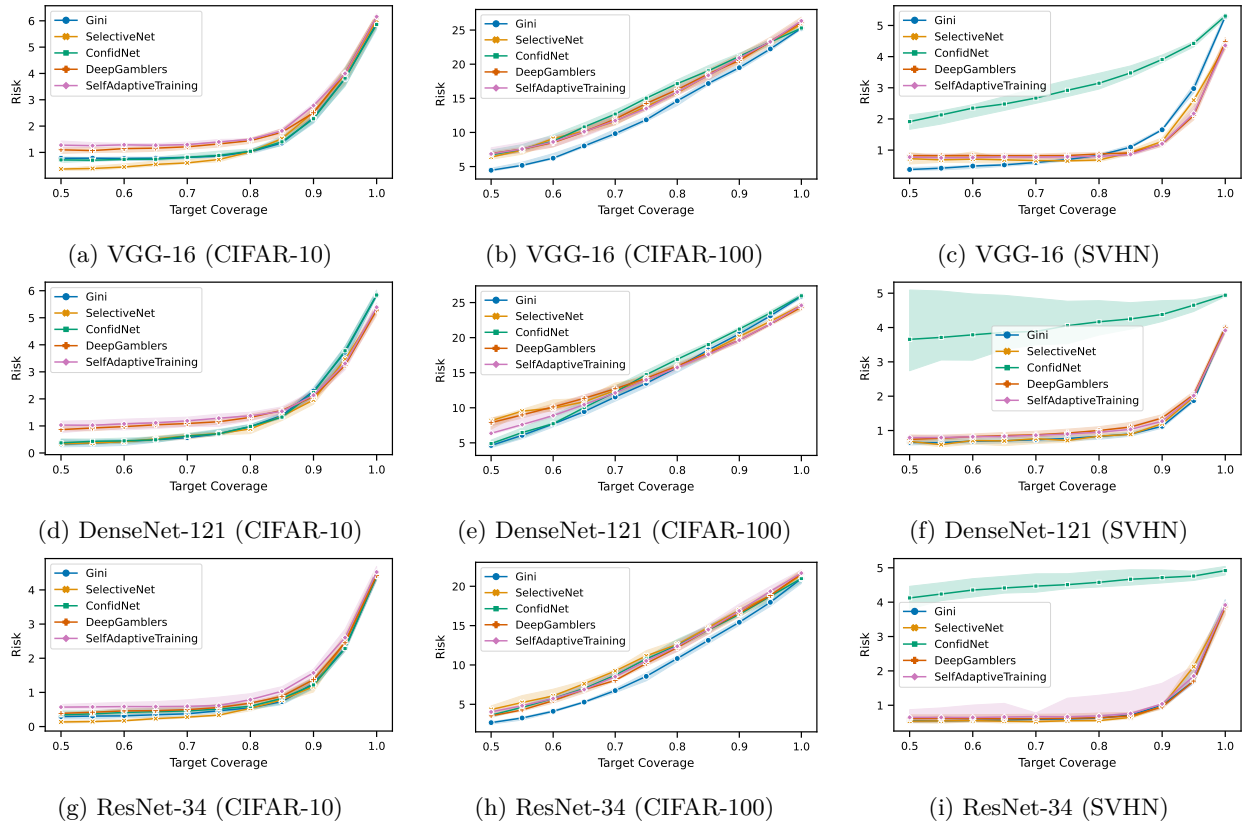 6
5
4
3
2
1
Risk
Gini
SelectiveNet
ConfidNet
DeepGamblers
SelfAdaptiveTraining
0.5 0.6 0.7 0.8 0.9 1.0
Target Coverage
(a) VGG-16 (CIFAR-10)
25
20
15
10
5
Risk
Gini
SelectiveNet
ConfidNet
DeepGamblers
SelfAdaptiveTraining
0.5 0.6 0.7 0.8 0.9 1.0
Target Coverage
(b) VGG-16 (CIFAR-100)
5
4
3
2
1
Risk
Gini
SelectiveNet
ConfidNet
DeepGamblers
SelfAdaptiveTraining
0.5 0.6 0.7 0.8 0.9 1.0
Target Coverage
(c) VGG-16 (SVHN)
6
5
4
3
2
1
0
Risk
Gini
SelectiveNet
ConfidNet
DeepGamblers
SelfAdaptiveTraining
0.5 0.6 0.7 0.8 0.9 1.0
Target Coverage
(d) DenseNet-121 (CIFAR-10)
25
20
15
10
5
Risk
Gini
SelectiveNet
ConfidNet
DeepGamblers
SelfAdaptiveTraining
0.5 0.6 0.7 0.8 0.9 1.0
Target Coverage
(e) DenseNet-121 (CIFAR-100)
5
4
3
2
1
Risk
Gini
SelectiveNet
ConfidNet
DeepGamblers
SelfAdaptiveTraining
0.5 0.6 0.7 0.8 0.9 1.0
Target Coverage
(f) DenseNet-121 (SVHN)
4
3
2
1
0
Risk
Gini
SelectiveNet
ConfidNet
DeepGamblers
SelfAdaptiveTraining
0.5 0.6 0.7 0.8 0.9 1.0
Target Coverage
(g) ResNet-34 (CIFAR-10)
20
15
10
5
Risk
Gini
SelectiveNet
ConfidNet
DeepGamblers
SelfAdaptiveTraining
0.5 0.6 0.7 0.8 0.9 1.0
Target Coverage
(h) ResNet-34 (CIFAR-100)
5
4
3
2
1
Risk
Gini
SelectiveNet
ConfidNet
DeepGamblers
SelfAdaptiveTraining
0.5 0.6 0.7 0.8 0.9 1.0
Target Coverage
(i) ResNet-34 (SVHN)